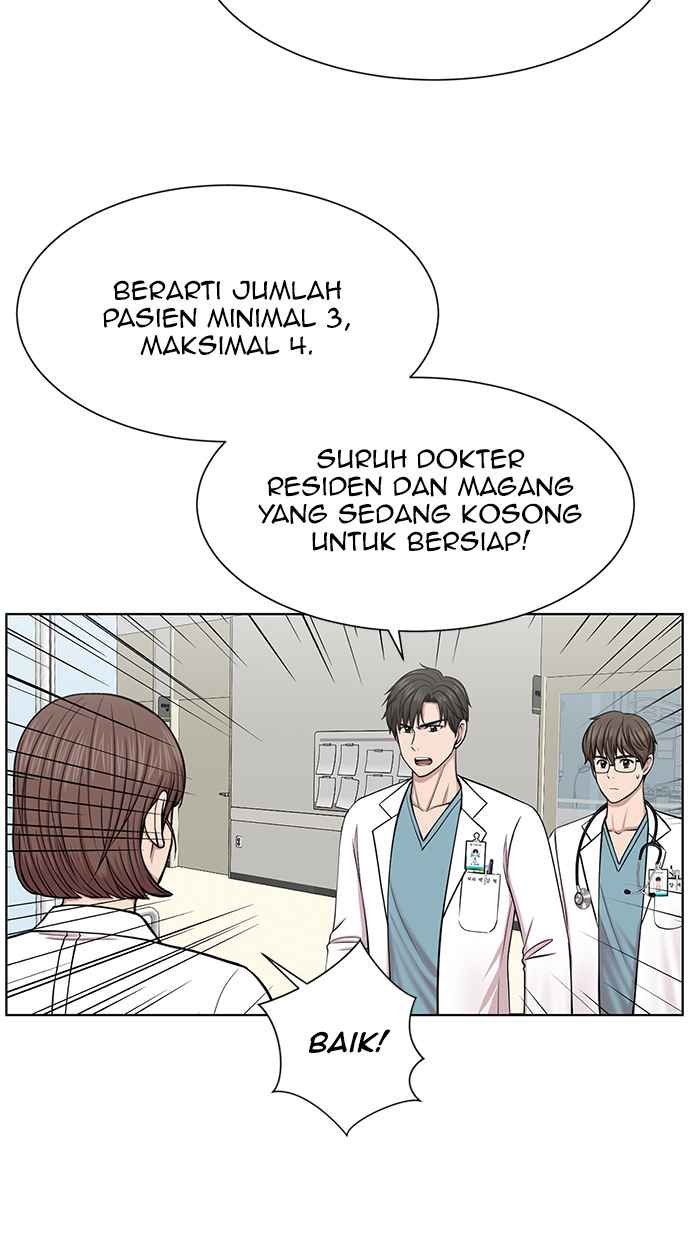 BERARTI JUMLAH
PASIEN MINIMAL 3,
MAKSIMAL 4.
SURUH DOKTER
RESIDEN DAN MAGANG
YANG SEDANG KOSONG
UNTUK BERSIAP!
BAIK!